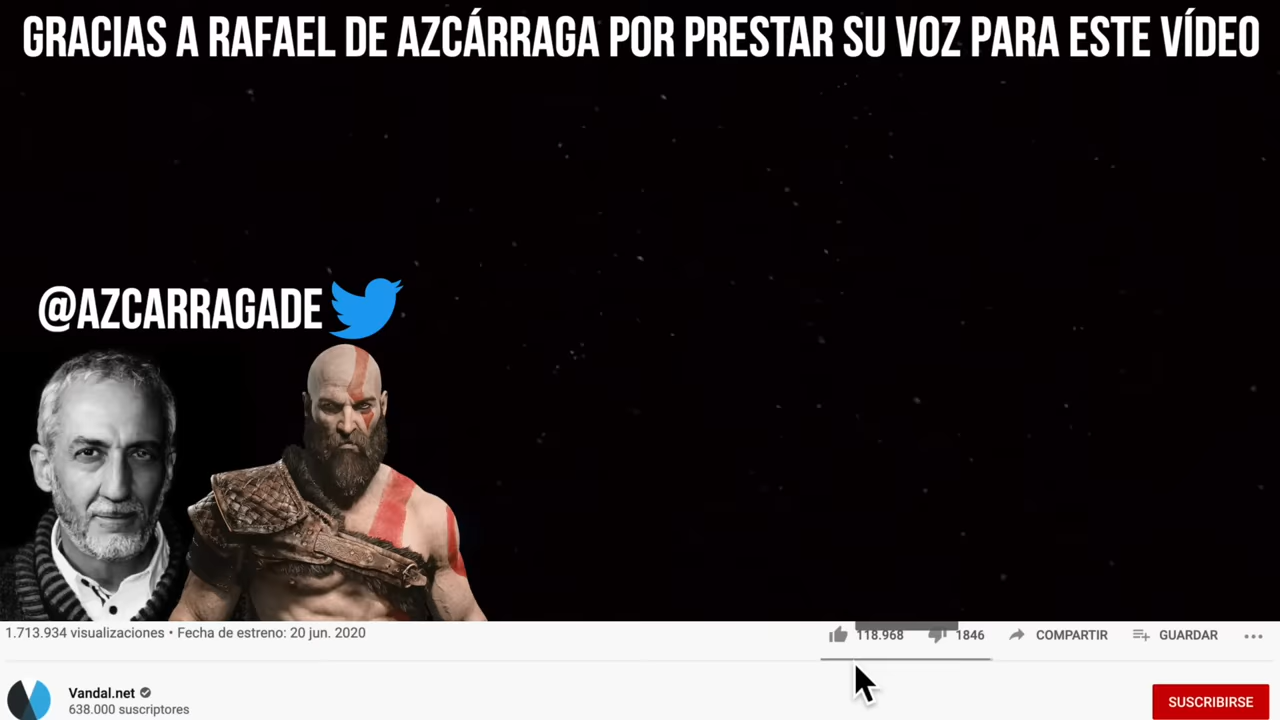 GRACIAS A RAFAEL DE AZCÁRRAGA POR PRESTAR SU VOZ PARA ESTE VÍDEO
@AZCARRAGADE
1.713.934 visualizaciones • Fecha de estreno: 20 jun. 2020
118.968 1846 COMPARTIR GUARDAR
Vandal.net
638.000 suscriptores
SUSCRIBIRSE